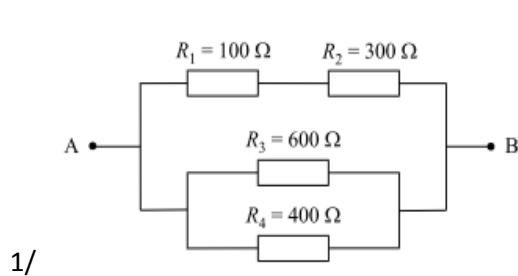 R₁ = 100 Ω R₂ = 300 Ω
A B
R₃ = 600 Ω
R₄ = 400 Ω
1/